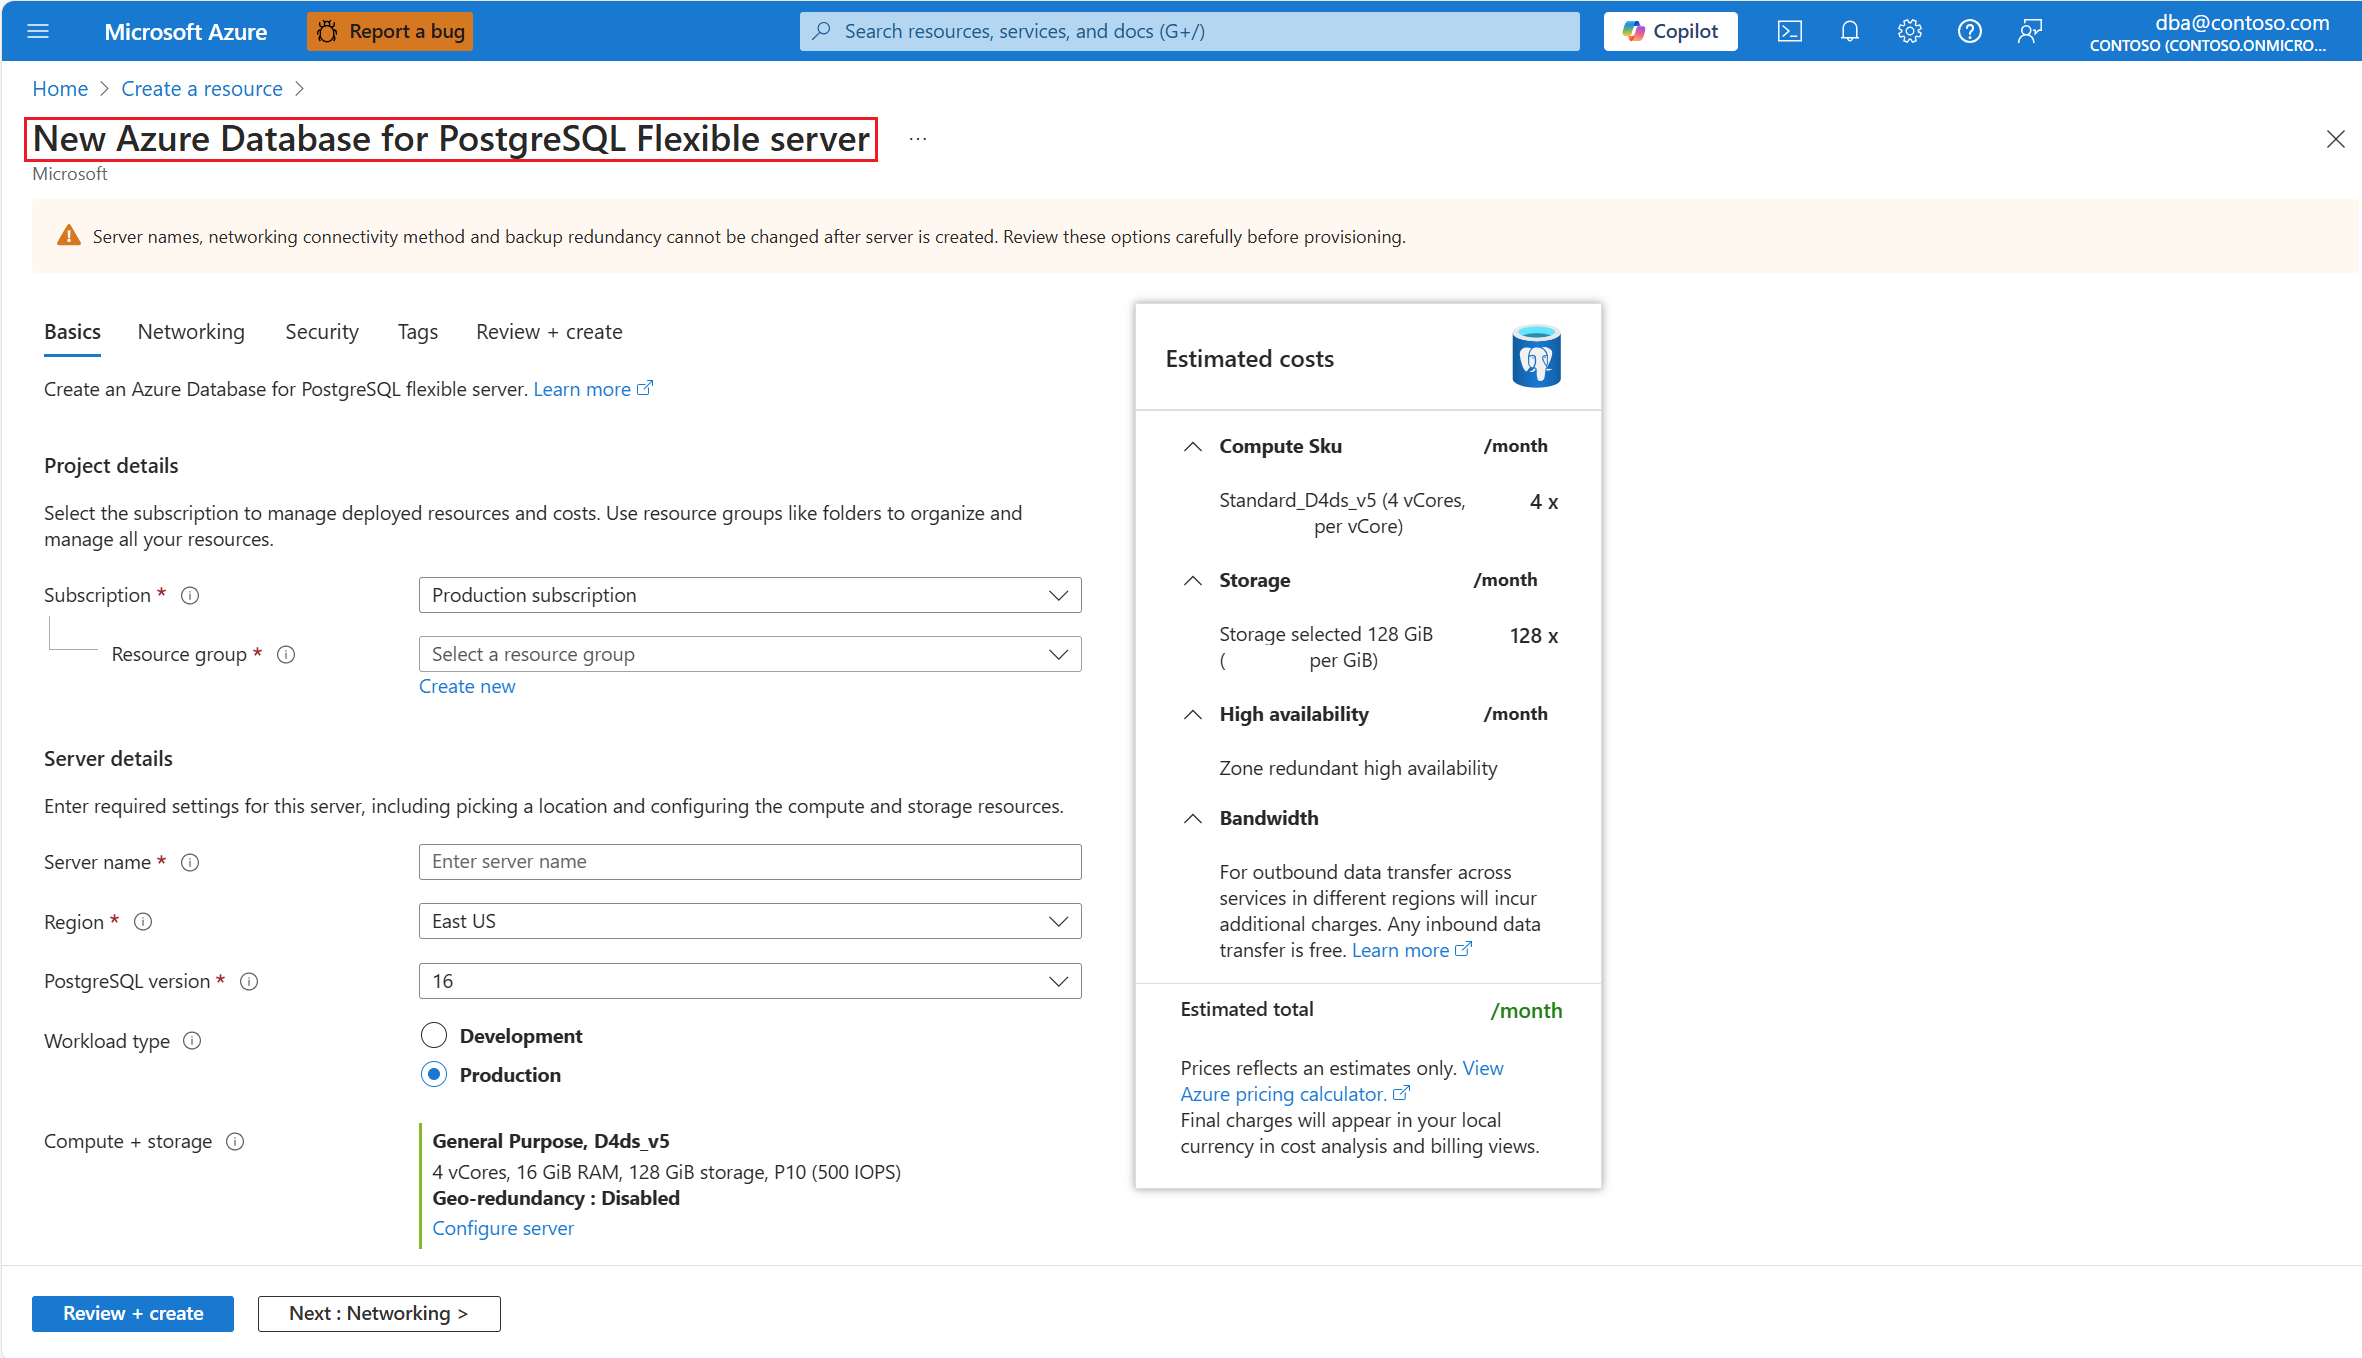 Microsoft Azure
Report a bug
Search resources, services, and docs (G+/)
Copilot
dba@contoso.com
CONTOSO (CONTOSO.ONMICRO...
Home > Create a resource >
New Azure Database for PostgreSQL Flexible server ...
Microsoft
Server names, networking connectivity method and backup redundancy cannot be changed after server is created. Review these options carefully before provisioning.
Basics Networking Security Tags Review + create
Create an Azure Database for PostgreSQL flexible server. Learn more
Project details
Select the subscription to manage deployed resources and costs. Use resource groups like folders to organize and
manage all your resources.
Subscription *
Production subscription
Resource group *
Select a resource group
Create new
Server details
Enter required settings for this server, including picking a location and configuring the compute and storage resources.
Server name *
Enter server name
Region *
East US
PostgreSQL version *
16
Workload type
Development
Production
Compute + storage
General Purpose, D4ds_v5
4 vCores, 16 GiB RAM, 128 GiB storage, P10 (500 IOPS)
Geo-redundancy : Disabled
Configure server
Estimated costs
Compute Sku /month
Standard_D4ds_v5 (4 vCores, 4 x
per vCore)
Storage /month
Storage selected 128 GiB 128 x
( per GiB)
High availability /month
Zone redundant high availability
Bandwidth
For outbound data transfer across
services in different regions will incur
additional charges. Any inbound data
transfer is free. Learn more
Estimated total /month
Prices reflects an estimates only. View
Azure pricing calculator.
Final charges will appear in your local
currency in cost analysis and billing views.
Review + create
Next : Networking >